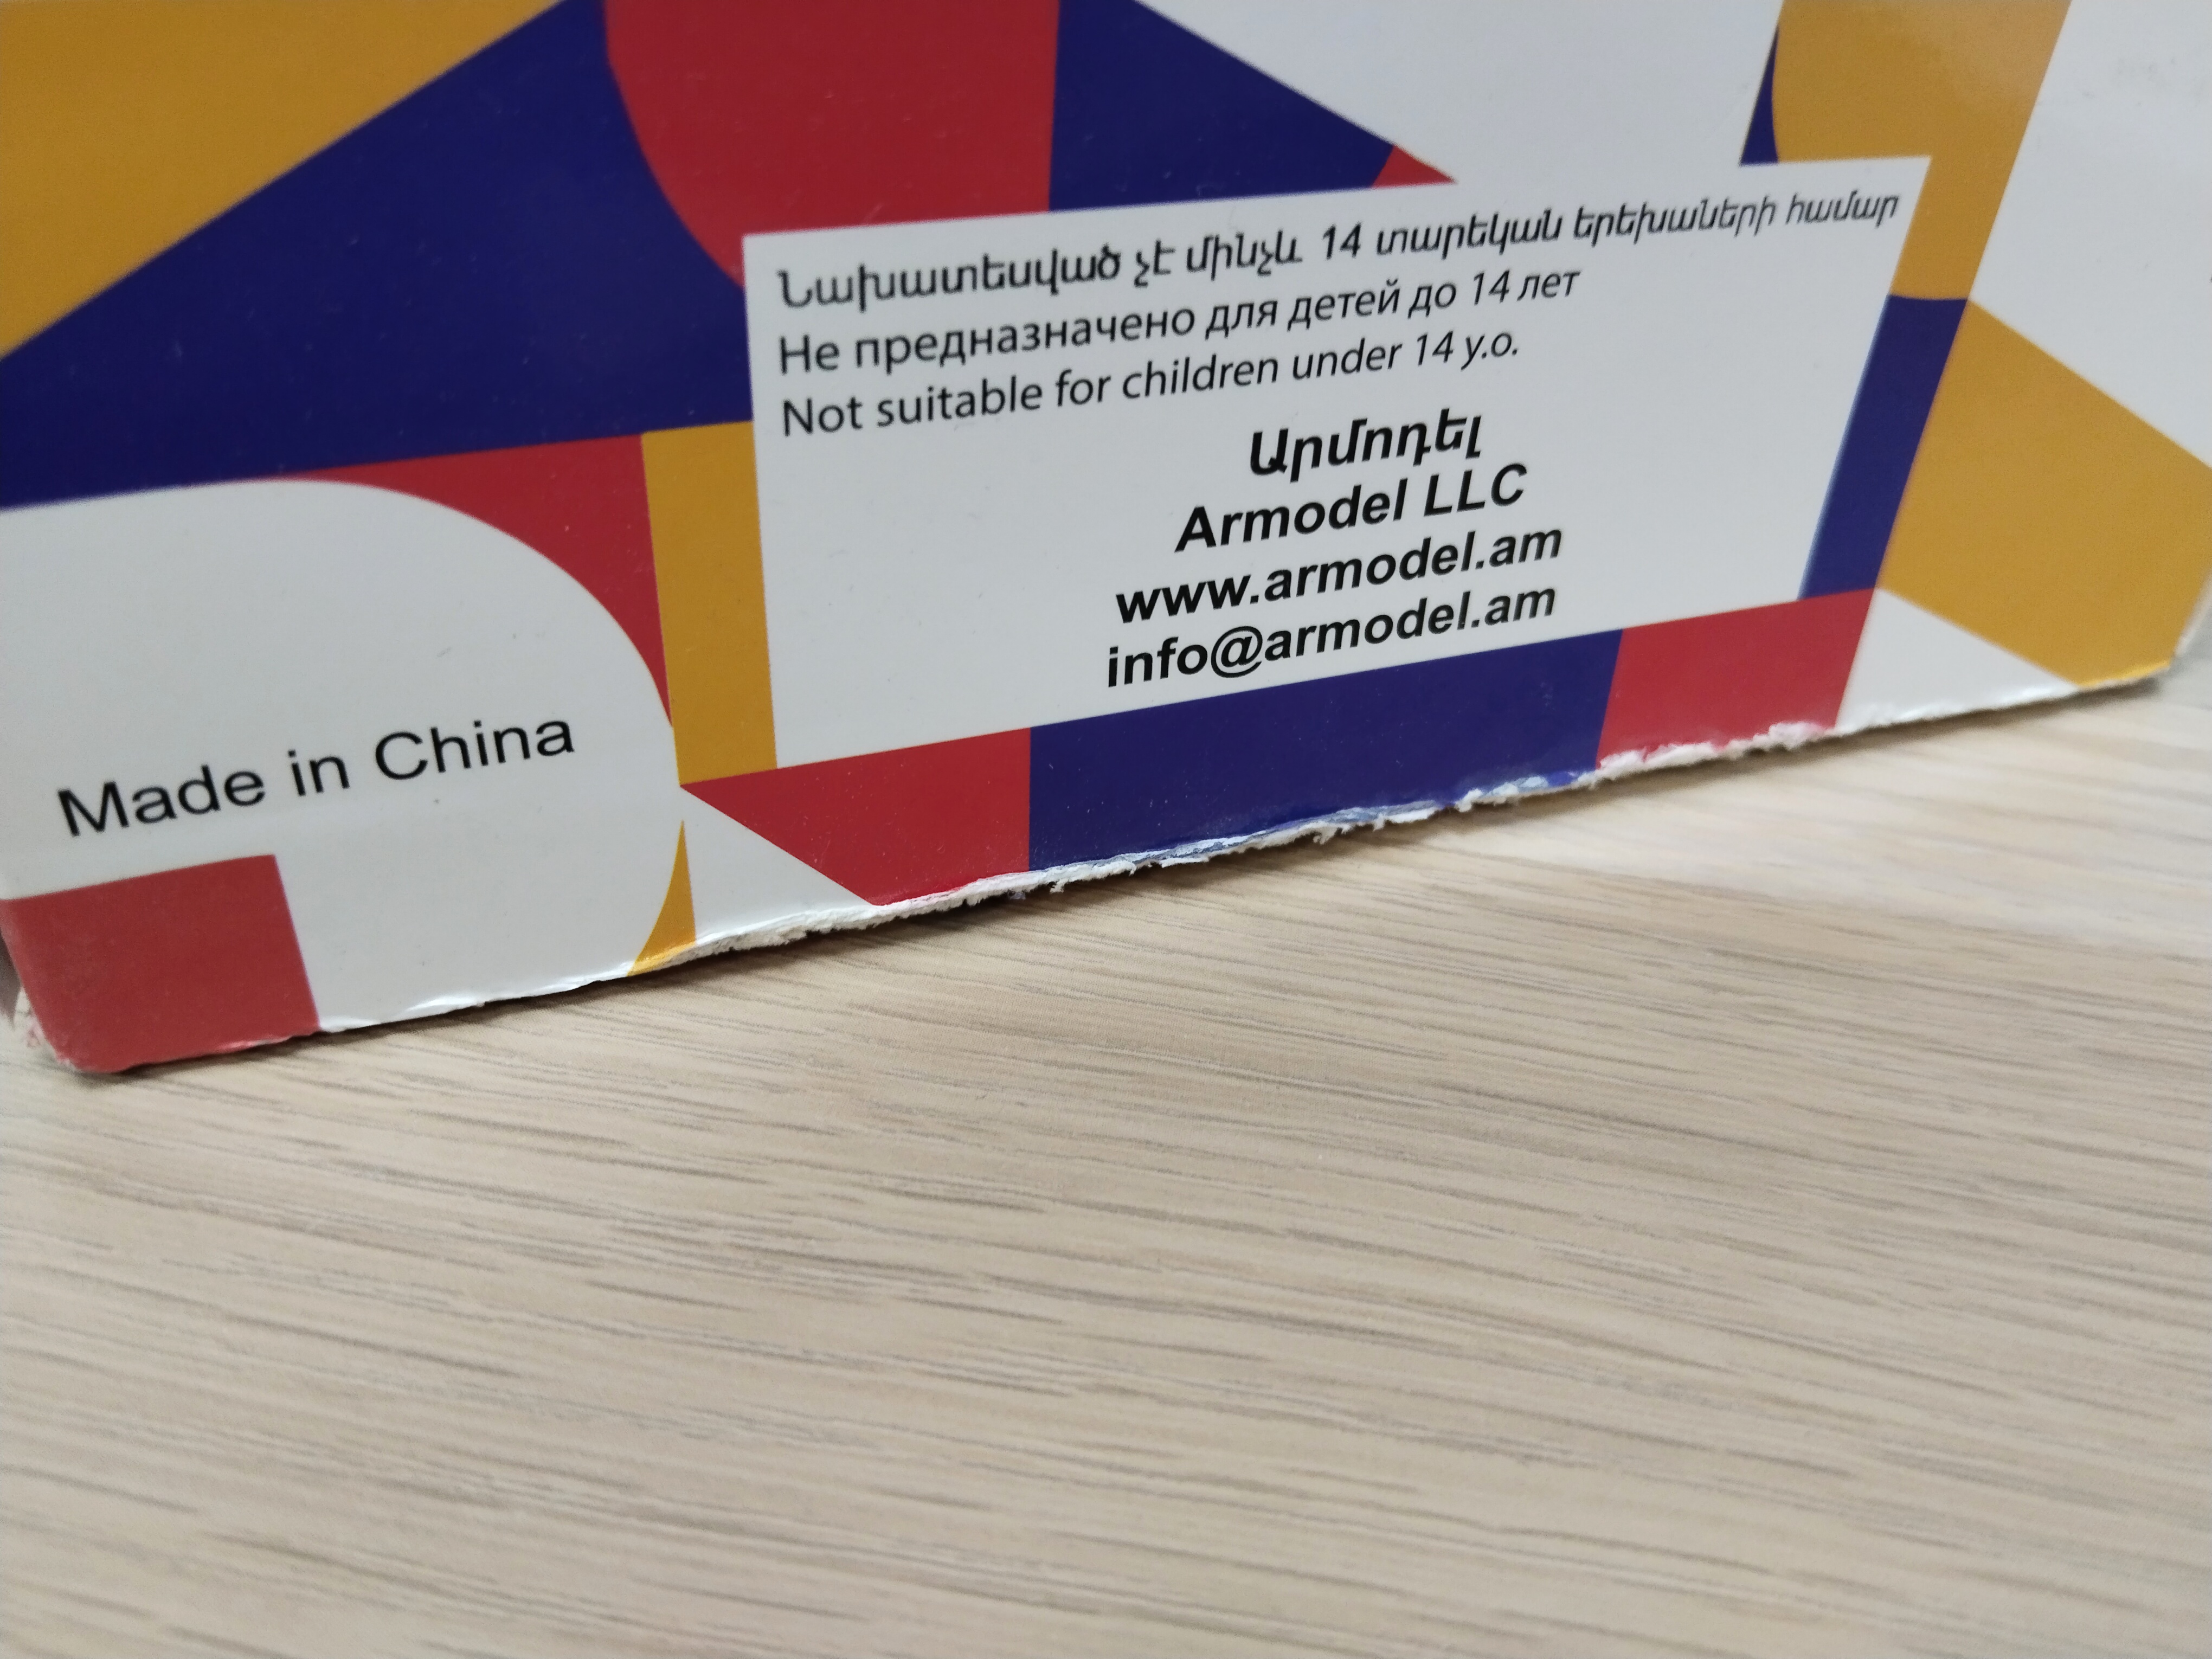 Նախատեսված չէ մինչև 14 տարեկան երեխաների համար
Не предназначено для детей до 14 лет
Not suitable for children under 14 y.o.
Արմոդել
Armodel LLC
www.armodel.am
info@armodel.am
Made in China